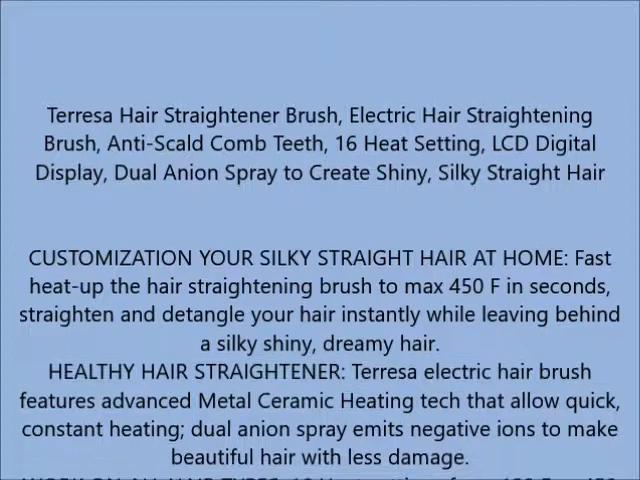 Terresa Hair Straightener Brush, Electric Hair Straightening
Brush, Anti-Scald Comb Teeth, 16 Heat Setting, LCD Digital
Display, Dual Anion Spray to Create Shiny, Silky Straight Hair
CUSTOMIZATION YOUR SILKY STRAIGHT HAIR AT HOME: Fast
heat-up the hair straightening brush to max 450 F in seconds,
straighten and detangle your hair instantly while leaving behind
a silky shiny, dreamy hair.
HEALTHY HAIR STRAIGHTENER: Terresa electric hair brush
features advanced Metal Ceramic Heating tech that allow quick,
constant heating; dual anion spray emits negative ions to make
beautiful hair with less damage.